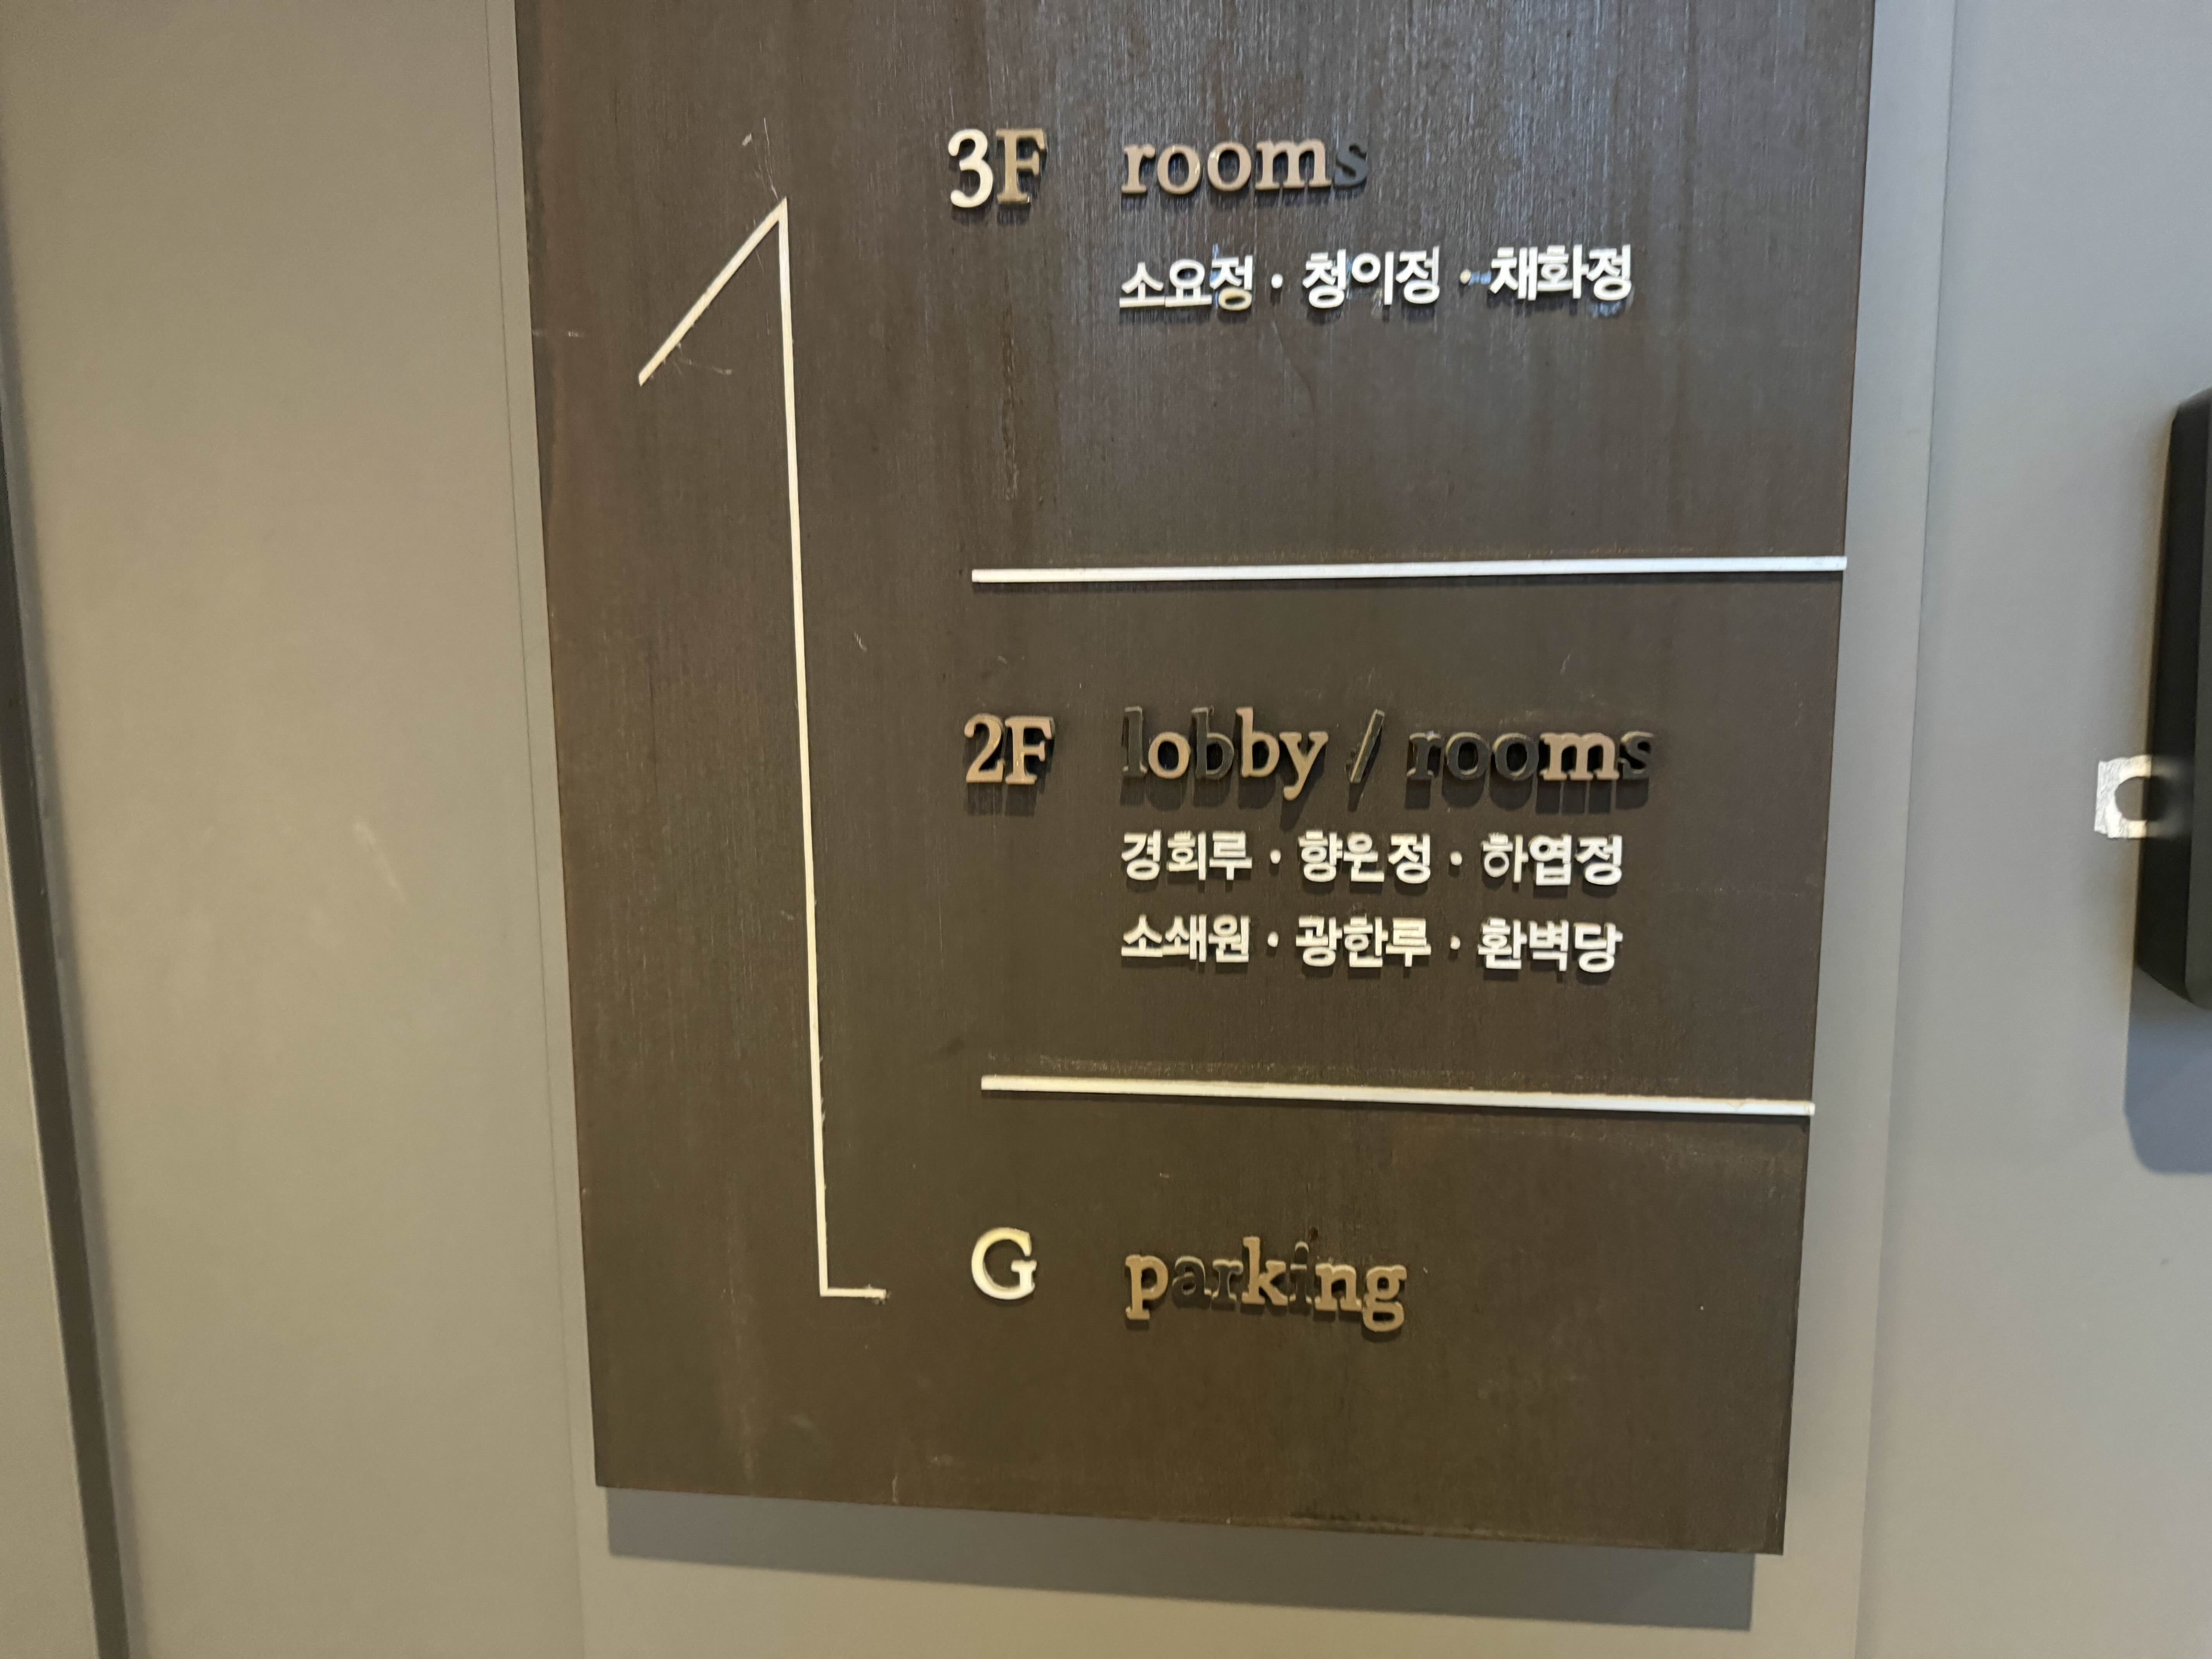 3F rooms
소요정 · 청이정 · 채화정
2F lobby / rooms
경회루 · 향운정 · 하엽정
소쇄원 · 광한루 · 환벽당
G parking